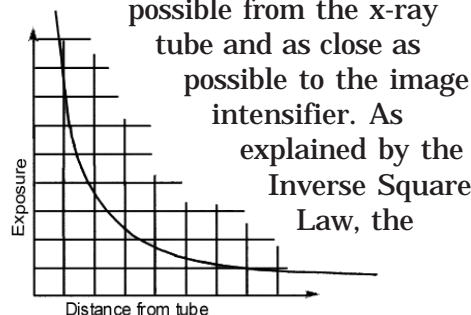 possible from the x-ray
tube and as close as
possible to the image
intensifier. As
explained by the
Inverse Square
Law, the
Exposure
Distance from tube